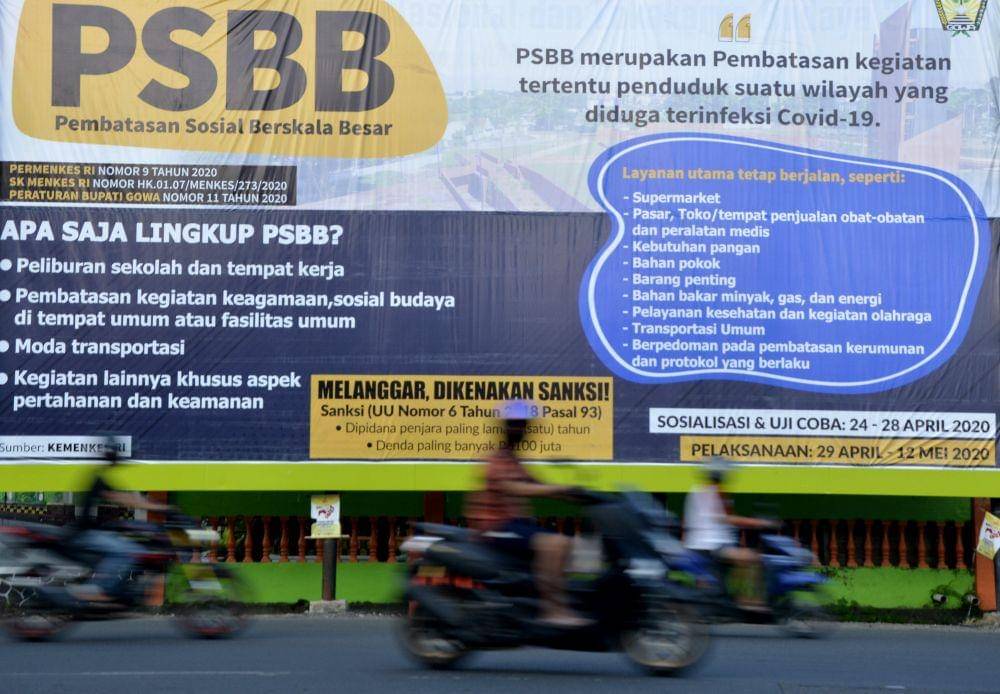 PSBB
Pembatasan Sosial Berskala Besar
PERMENKES RI NOMOR 9 TAHUN 2020
SK MENKES RI NOMOR HK.01.07/MENKES/273/2020
PERATURAN BUPATI GOWA NOMOR 11 TAHUN 2020
APA SAJA LINGKUP PSBB?
● Peliburan sekolah dan tempat kerja
● Pembatasan kegiatan keagamaan,sosial budaya
di tempat umum atau fasilitas umum
● Moda transportasi
● Kegiatan lainnya khusus aspek
pertahanan dan keamanan
Sumber: KEMENKES RI
MELANGGAR, DIKENAKAN SANKSI!
Sanksi (UU Nomor 6 Tahun 2018 Pasal 93)
• Dipidana penjara paling lama (satu) tahun
• Denda paling banyak Rp100 juta
“
PSBB merupakan Pembatasan kegiatan
tertentu penduduk suatu wilayah yang
diduga terinfeksi Covid-19.
Layanan utama tetap berjalan, seperti:
- Supermarket
- Pasar, Toko/tempat penjualan obat-obatan
dan peralatan medis
- Kebutuhan pangan
- Bahan pokok
- Barang penting
- Bahan bakar minyak, gas, dan energi
- Pelayanan kesehatan dan kegiatan olahraga
- Transportasi Umum
- Berpedoman pada pembatasan kerumunan
dan protokol yang berlaku
SOSIALISASI & UJI COBA: 24 - 28 APRIL 2020
PELAKSANAAN: 29 APRIL - 12 MEI 2020